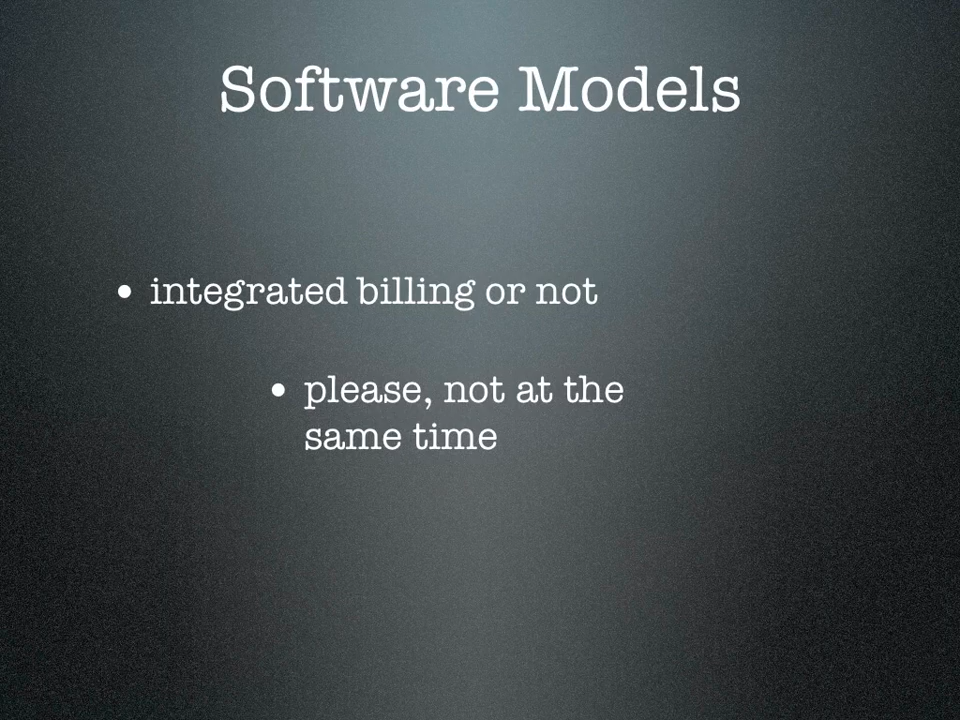 Software Models
• integrated billing or not
• please, not at the
same time